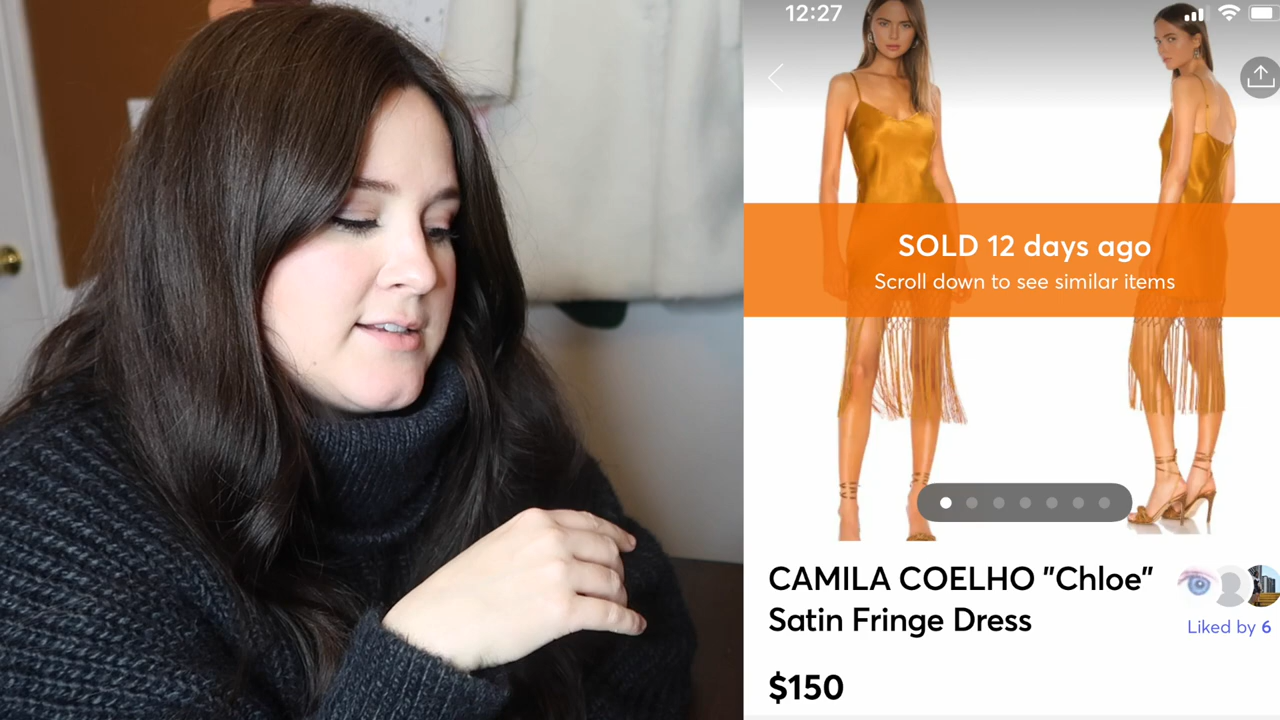 12:27
SOLD 12 days ago
Scroll down to see similar items
CAMILA COELHO "Chloe"
Satin Fringe Dress
Liked by 6
$150